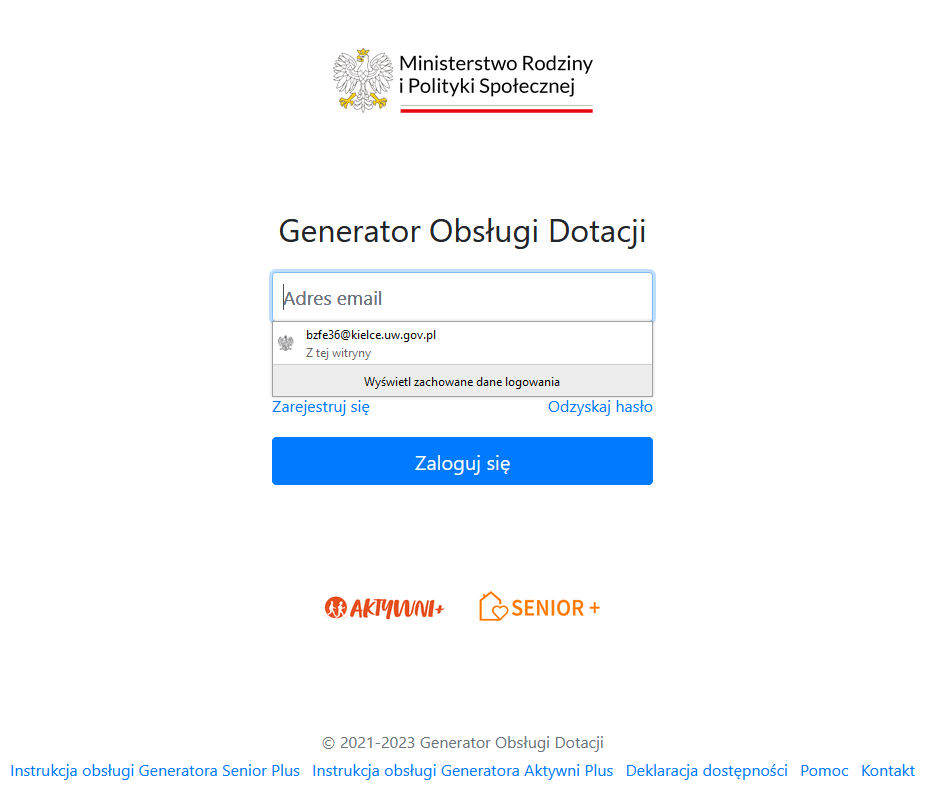 Ministerstwo Rodziny
i Polityki Społecznej
Generator Obsługi Dotacji
Adres email
bzfe36@kielce.uw.gov.pl
Z tej witryny
Wyświetl zachowane dane logowania
Zarejestruj się Odzyskaj hasło
Zaloguj się
AKTYWNI+ SENIOR +
© 2021-2023 Generator Obsługi Dotacji
Instrukcja obsługi Generatora Senior Plus Instrukcja obsługi Generatora Aktywni Plus Deklaracja dostępności Pomoc Kontakt